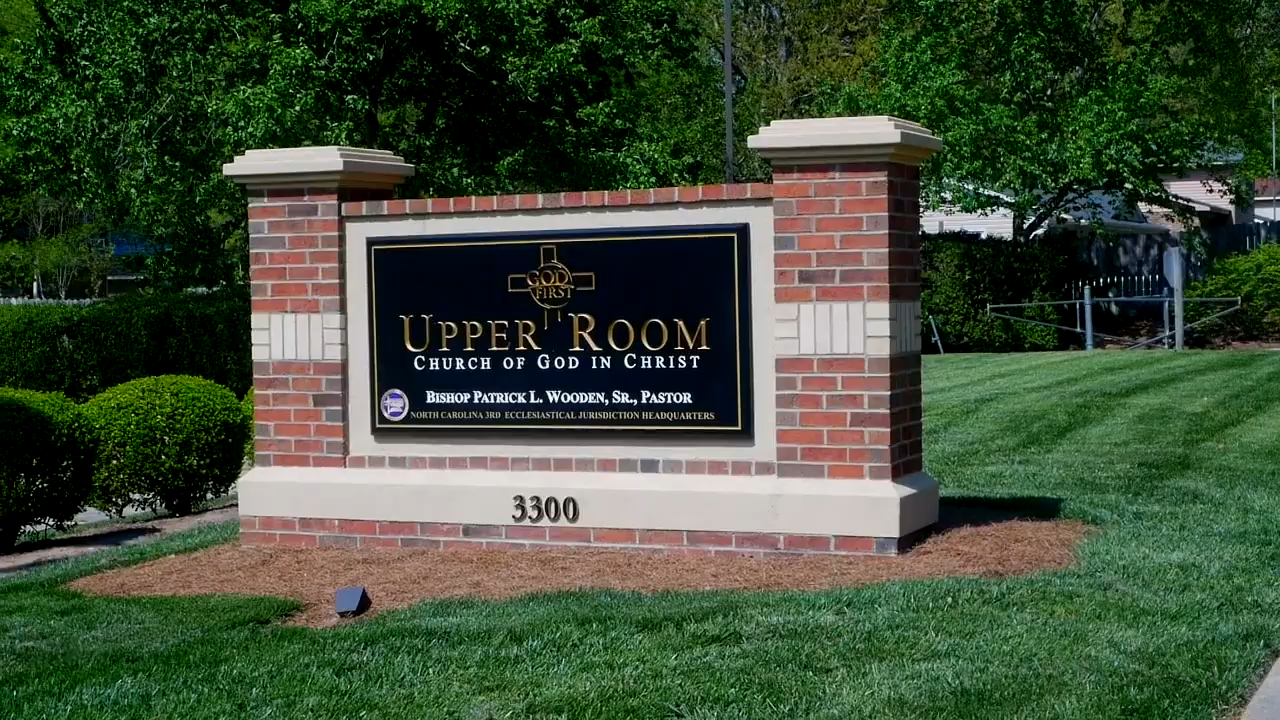 GOD
FIRST
UPPER ROOM
CHURCH OF GOD IN CHRIST
BISHOP PATRICK L. WOODEN, SR., PASTOR
NORTH CAROLINA 3RD ECCLESIASTICAL JURISDICTION HEADQUARTERS
3300